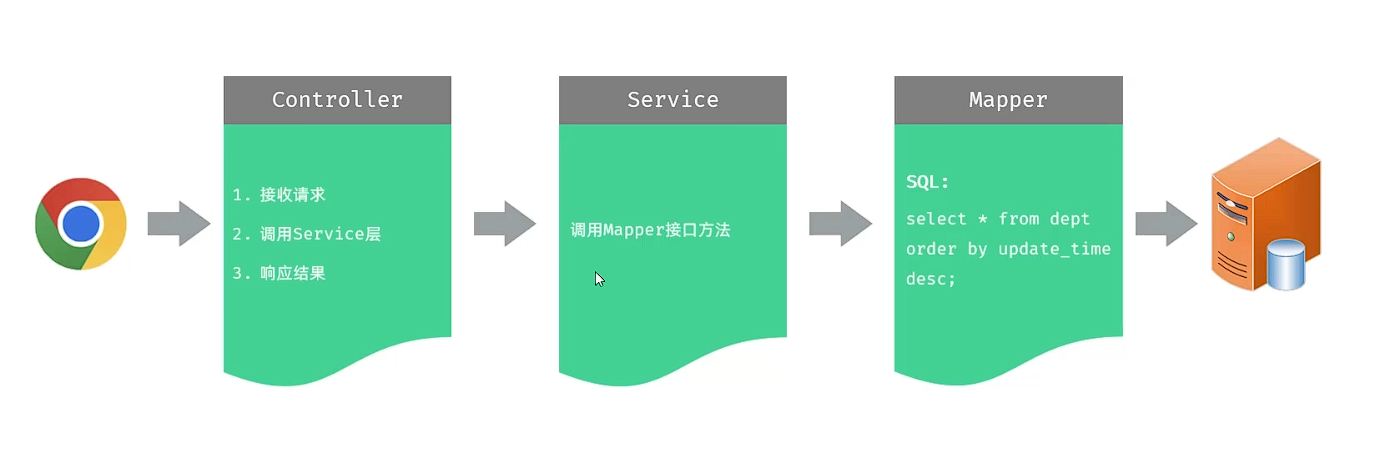 Controller
1. 接收请求
2. 调用Service层
3. 响应结果
Service
调用Mapper接口方法
Mapper
SQL:
select * from dept
order by update_time
desc;